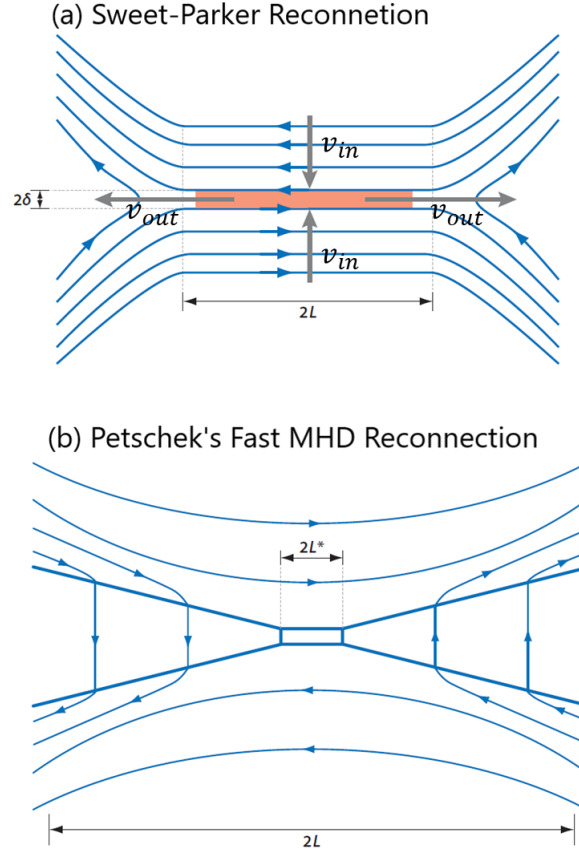 (a) Sweet-Parker Reconnetion
v_in
2δ
v_out
v_out
v_in
2L
(b) Petschek's Fast MHD Reconnection
2L*
2L